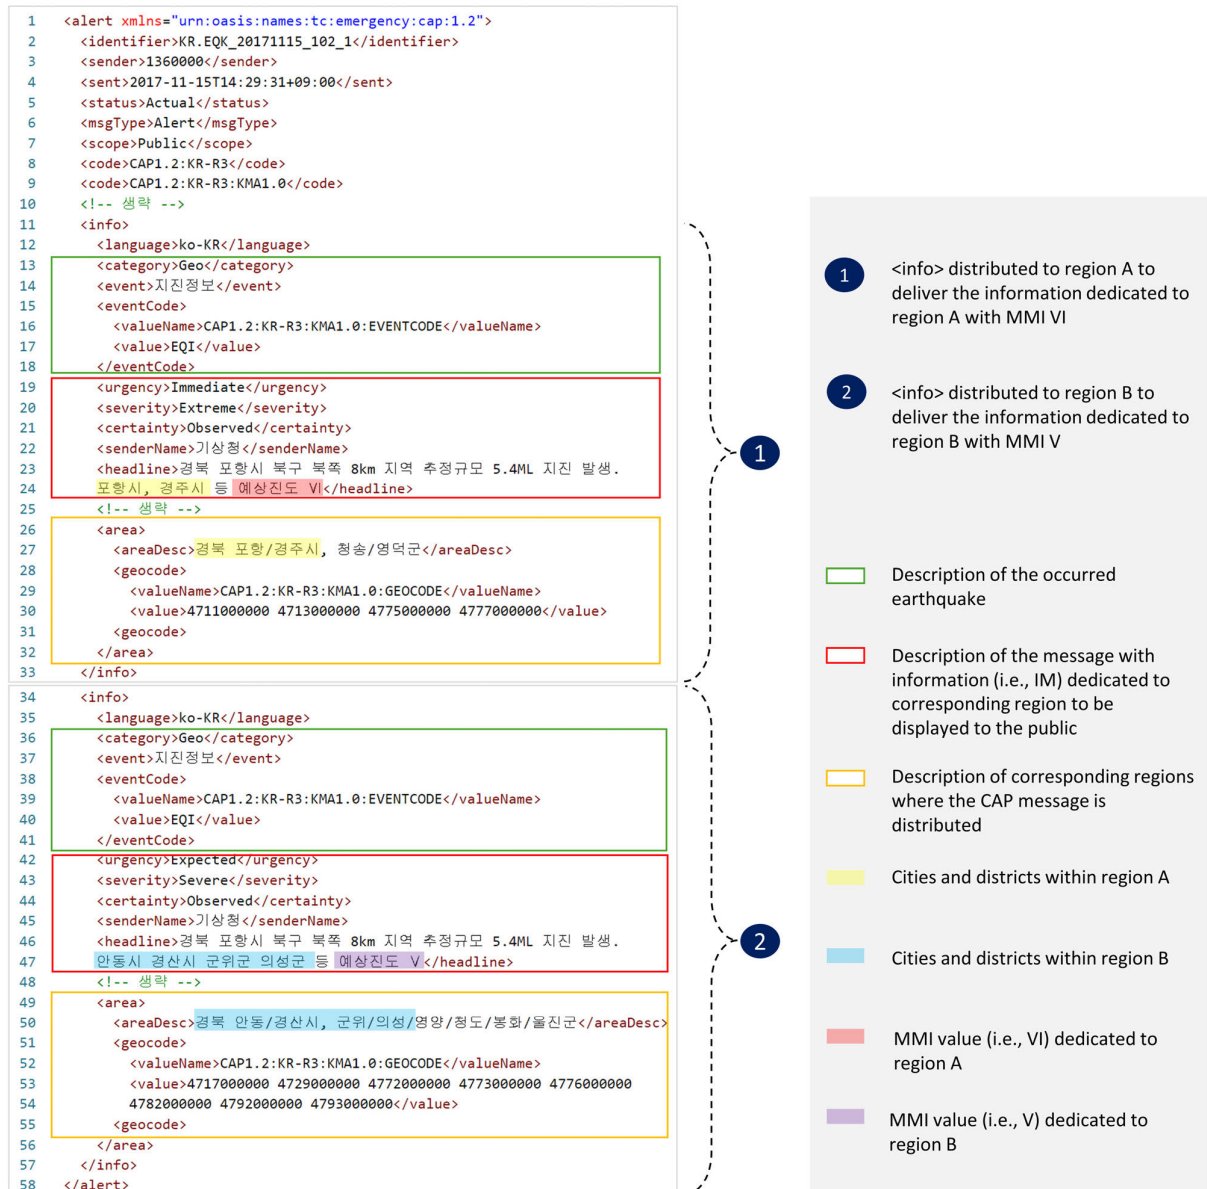 1 <alert xmlns="urn:oasis:names:tc:emergency:cap:1.2">
2 <identifier>KR.EQK_20171115_102_1</identifier>
3 <sender>1360000</sender>
4 <sent>2017-11-15T14:29:31+09:00</sent>
5 <status>Actual</status>
6 <msgType>Alert</msgType>
7 <scope>Public</scope>
8 <code>CAP1.2:KR-R3</code>
9 <code>CAP1.2:KR-R3:KMA1.0</code>
10 <!-- 생략 -->
11 <info>
12 <language>ko-KR</language>
13 <category>Geo</category>
14 <event>지진정보</event>
15 <eventCode>
16 <valueName>CAP1.2:KR-R3:KMA1.0:EVENTCODE</valueName>
17 <value>EQI</value>
18 </eventCode>
19 <urgency>Immediate</urgency>
20 <severity>Extreme</severity>
21 <certainty>Observed</certainty>
22 <senderName>기상청</senderName>
23 <headline>경북 포항시 북구 북쪽 8km 지역 추정규모 5.4ML 지진 발생.
24 포항시, 경주시 등 예상진도 VI</headline>
25 <!-- 생략 -->
26 <area>
27 <areaDesc>경북 포항/경주시, 청송/영덕군</areaDesc>
28 <geocode>
29 <valueName>CAP1.2:KR-R3:KMA1.0:GEOCODE</valueName>
30 <value>4711000000 4713000000 4775000000 4777000000</value>
31 <geocode>
32 </area>
33 </info>
34 <info>
35 <language>ko-KR</language>
36 <category>Geo</category>
37 <event>지진정보</event>
38 <eventCode>
39 <valueName>CAP1.2:KR-R3:KMA1.0:EVENTCODE</valueName>
40 <value>EQI</value>
41 </eventCode>
42 <urgency>Expected</urgency>
43 <severity>Severe</severity>
44 <certainty>Observed</certainty>
45 <senderName>기상청</senderName>
46 <headline>경북 포항시 북구 북쪽 8km 지역 추정규모 5.4ML 지진 발생.
47 안동시 경산시 군위군 의성군 등 예상진도 V</headline>
48 <!-- 생략 -->
49 <area>
50 <areaDesc>경북 안동/경산시, 군위/의성/영양/청도/봉화/울진군</areaDesc>
51 <geocode>
52 <valueName>CAP1.2:KR-R3:KMA1.0:GEOCODE</valueName>
53 <value>4717000000 4729000000 4772000000 4773000000 4776000000
54 4782000000 4792000000 4793000000</value>
55 <geocode>
56 </area>
57 </info>
58 </alert>
1
2
1 <info> distributed to region A to
deliver the information dedicated to
region A with MMI VI
2 <info> distributed to region B to
deliver the information dedicated to
region B with MMI V
Description of the occurred
earthquake
Description of the message with
information (i.e., IM) dedicated to
corresponding region to be
displayed to the public
Description of corresponding regions
where the CAP message is
distributed
Cities and districts within region A
Cities and districts within region B
MMI value (i.e., VI) dedicated to
region A
MMI value (i.e., V) dedicated to
region B